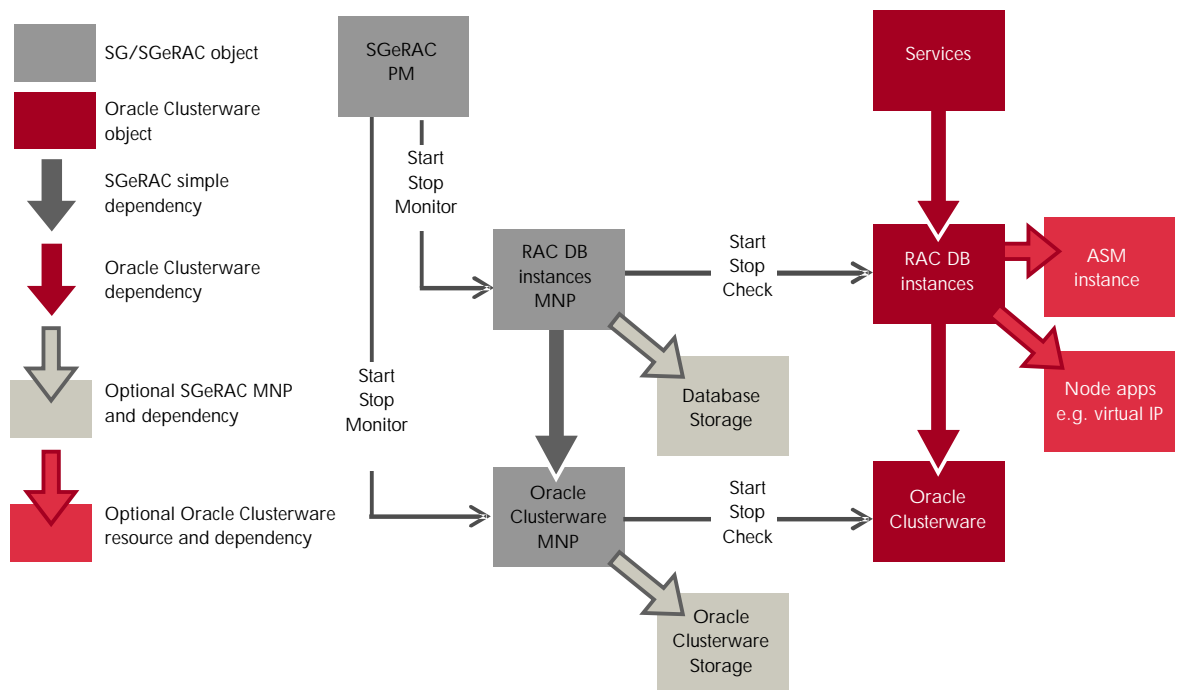 SG/SGeRAC object
Oracle Clusterware
object
SGeRAC simple
dependency
Oracle Clusterware
dependency
Optional SGeRAC MNP
and dependency
Optional Oracle Clusterware
resource and dependency
SGeRAC
PM
Start
Stop
Monitor
Start
Stop
Monitor
RAC DB
instances
MNP
Start
Stop
Check
Database
Storage
Oracle
Clusterware
MNP
Start
Stop
Check
Oracle
Clusterware
Storage
Services
RAC DB
instances
ASM
instance
Node apps
e.g. virtual IP
Oracle
Clusterware